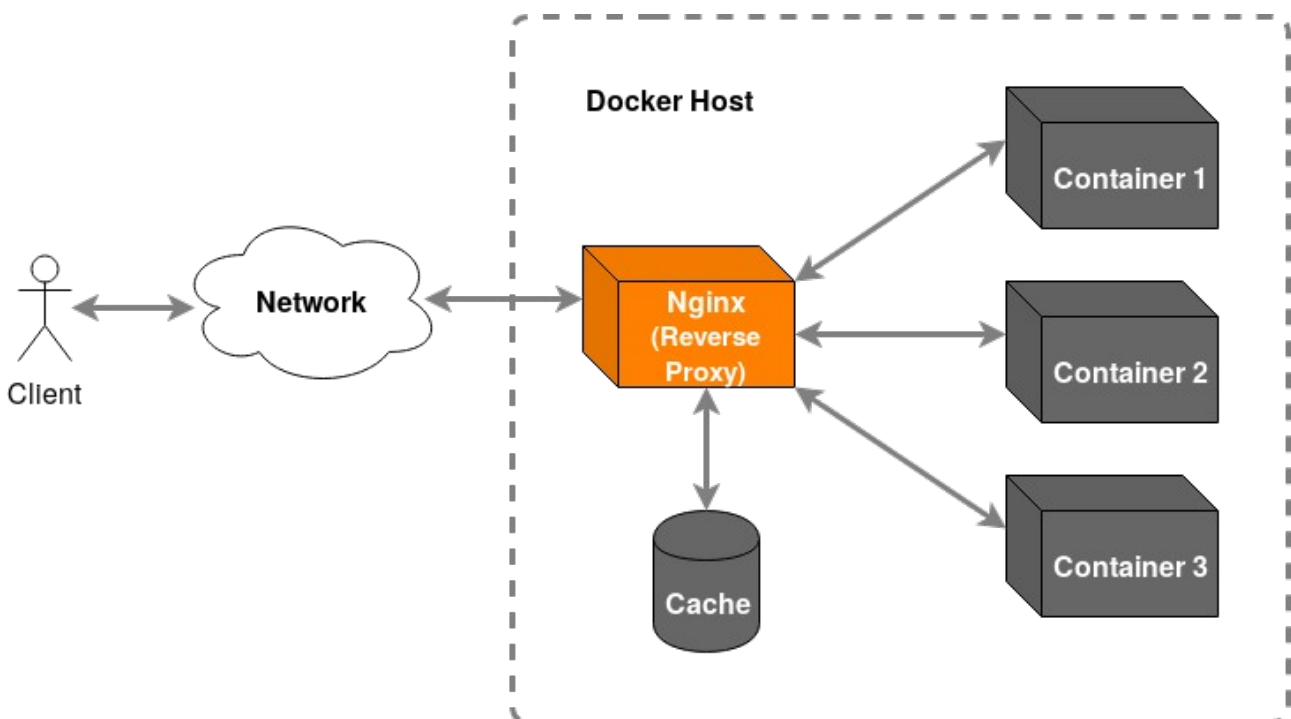 Docker Host
Container 1
Network
Nginx
(Reverse
Proxy)
Client
Container 2
Cache
Container 3